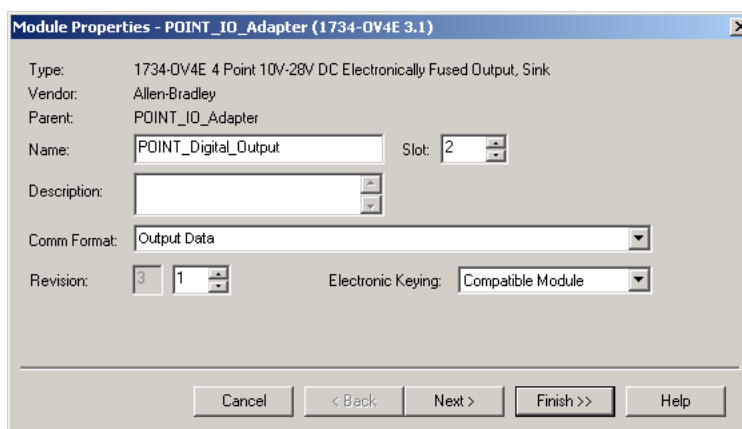 Module Properties - POINT_IO_Adapter (1734-OV4E 3.1)
Type: 1734-OV4E 4 Point 10V-28V DC Electronically Fused Output, Sink
Vendor: Allen-Bradley
Parent: POINT_IO_Adapter
Name: POINT_Digital_Output Slot: 2
Description:
Comm Format: Output Data
Revision: 3 1 Electronic Keying: Compatible Module
Cancel < Back Next > Finish >> Help